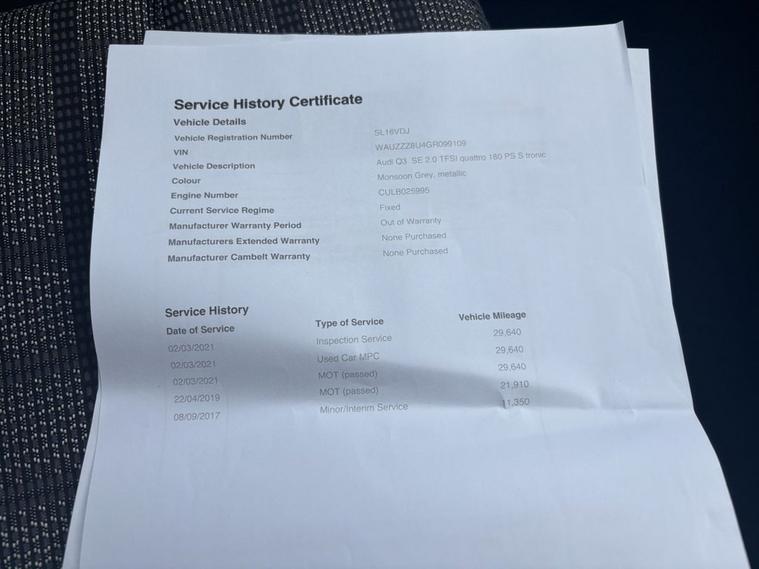 Service History Certificate
Vehicle Details
Vehicle Registration Number SL16VDJ
VIN WAUZZZ8U4GR099109
Vehicle Description Audi Q3 SE 2.0 TFSI quattro 180 PS S tronic
Colour Monsoon Grey, metallic
Engine Number CULB025995
Current Service Regime Fixed
Manufacturer Warranty Period Out of Warranty
Manufacturers Extended Warranty None Purchased
Manufacturer Cambelt Warranty None Purchased
Service History
Date of Service Type of Service Vehicle Mileage
02/03/2021 Inspection Service 29,640
02/03/2021 Used Car MPC 29,640
02/03/2021 MOT (passed) 29,640
22/04/2019 MOT (passed) 21,910
08/09/2017 Minor/Interim Service 11,350